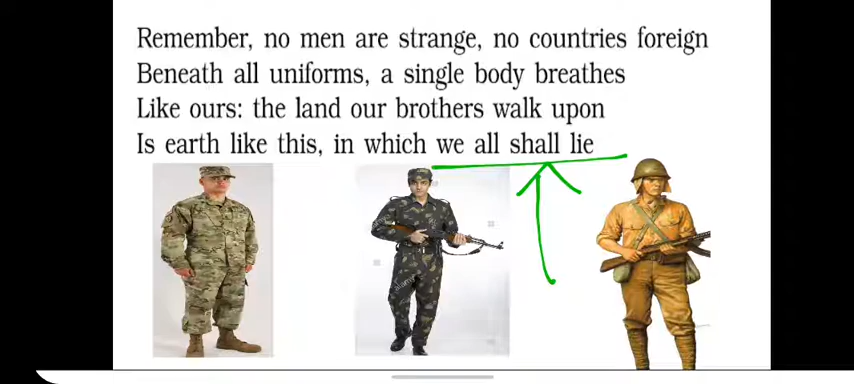 Remember, no men are strange, no countries foreign
Beneath all uniforms, a single body breathes
Like ours: the land our brothers walk upon
Is earth like this, in which we all shall lie